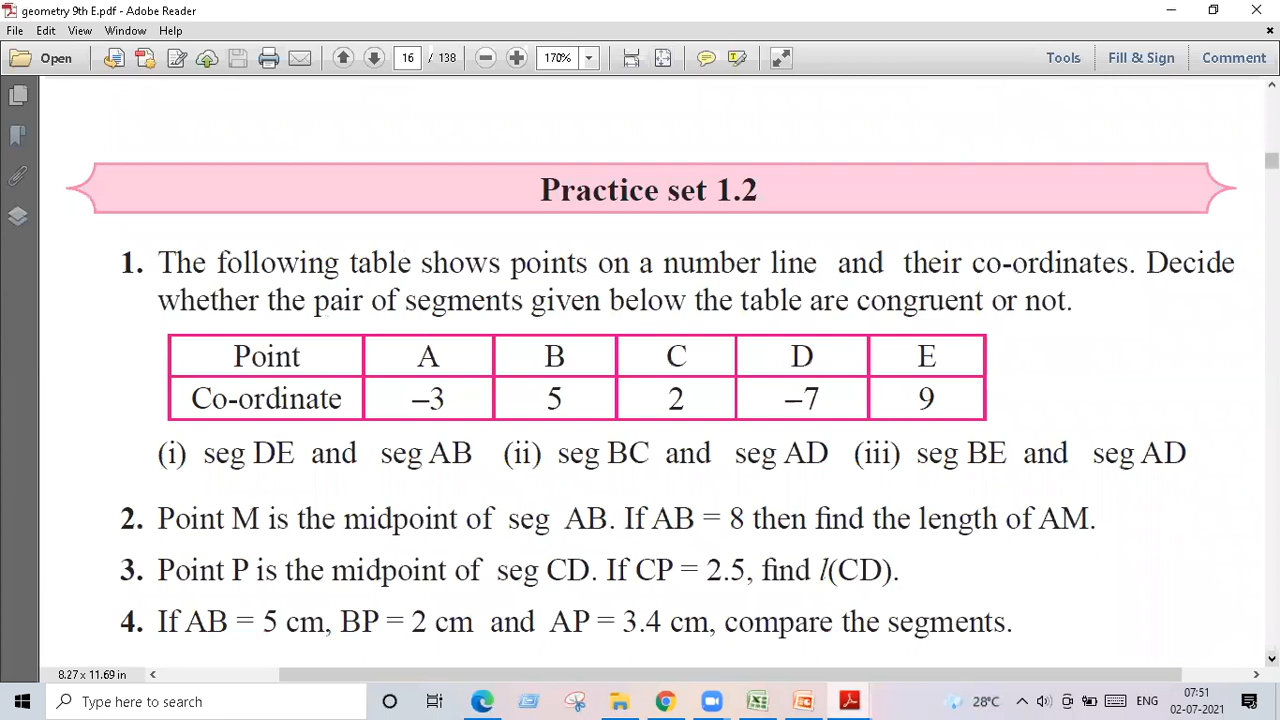 geometry 9th E.pdf - Adobe Reader
File Edit View Window Help
Open 16 / 138 170% Tools Fill & Sign Comment
Practice set 1.2
1. The following table shows points on a number line and their co-ordinates. Decide
whether the pair of segments given below the table are congruent or not.
Point A B C D E
Co-ordinate –3 5 2 –7 9
(i) seg DE and seg AB (ii) seg BC and seg AD (iii) seg BE and seg AD
2. Point M is the midpoint of seg AB. If AB = 8 then find the length of AM.
3. Point P is the midpoint of seg CD. If CP = 2.5, find l(CD).
4. If AB = 5 cm, BP = 2 cm and AP = 3.4 cm, compare the segments.
8.27 x 11.69 in
Type here to search 28°C ENG 07:51
02-07-2021